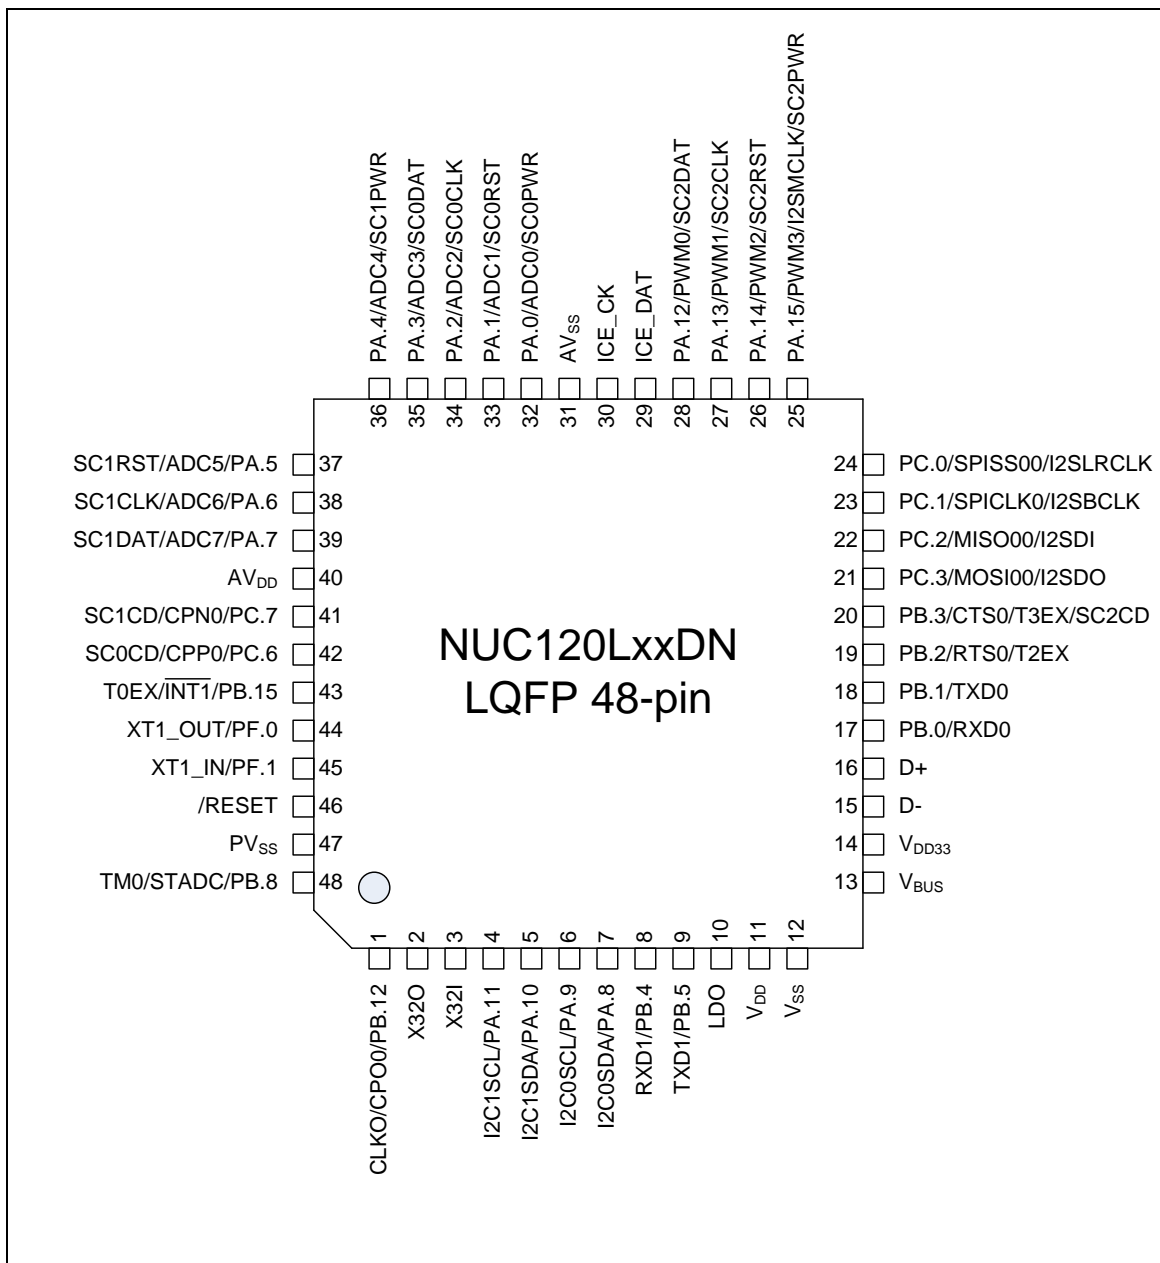 PA.4/ADC4/SC1PWR
PA.3/ADC3/SC0DAT
PA.2/ADC2/SC0CLK
PA.1/ADC1/SC0RST
PA.0/ADC0/SC0PWR
AVSS
ICE_CK
ICE_DAT
PA.12/PWM0/SC2DAT
PA.13/PWM1/SC2CLK
PA.14/PWM2/SC2RST
PA.15/PWM3/I2SMCLK/SC2PWR
36 35 34 33 32 31 30 29 28 27 26 25
SC1RST/ADC5/PA.5 37
SC1CLK/ADC6/PA.6 38
SC1DAT/ADC7/PA.7 39
AVDD 40
SC1CD/CPN0/PC.7 41
SC0CD/CPP0/PC.6 42
T0EX/INT1/PB.15 43
XT1_OUT/PF.0 44
XT1_IN/PF.1 45
/RESET 46
PVSS 47
TM0/STADC/PB.8 48
NUC120LxxDN
LQFP 48-pin
24 PC.0/SPISS00/I2SLRCLK
23 PC.1/SPICLK0/I2SBCLK
22 PC.2/MISO00/I2SDI
21 PC.3/MOSI00/I2SDO
20 PB.3/CTS0/T3EX/SC2CD
19 PB.2/RTS0/T2EX
18 PB.1/TXD0
17 PB.0/RXD0
16 D+
15 D-
14 VDD33
13 VBUS
1 2 3 4 5 6 7 8 9 10 11 12
CLKO/CPO0/PB.12
X32O
X32I
I2C1SCL/PA.11
I2C1SDA/PA.10
I2C0SCL/PA.9
I2C0SDA/PA.8
RXD1/PB.4
TXD1/PB.5
LDO
VDD
VSS